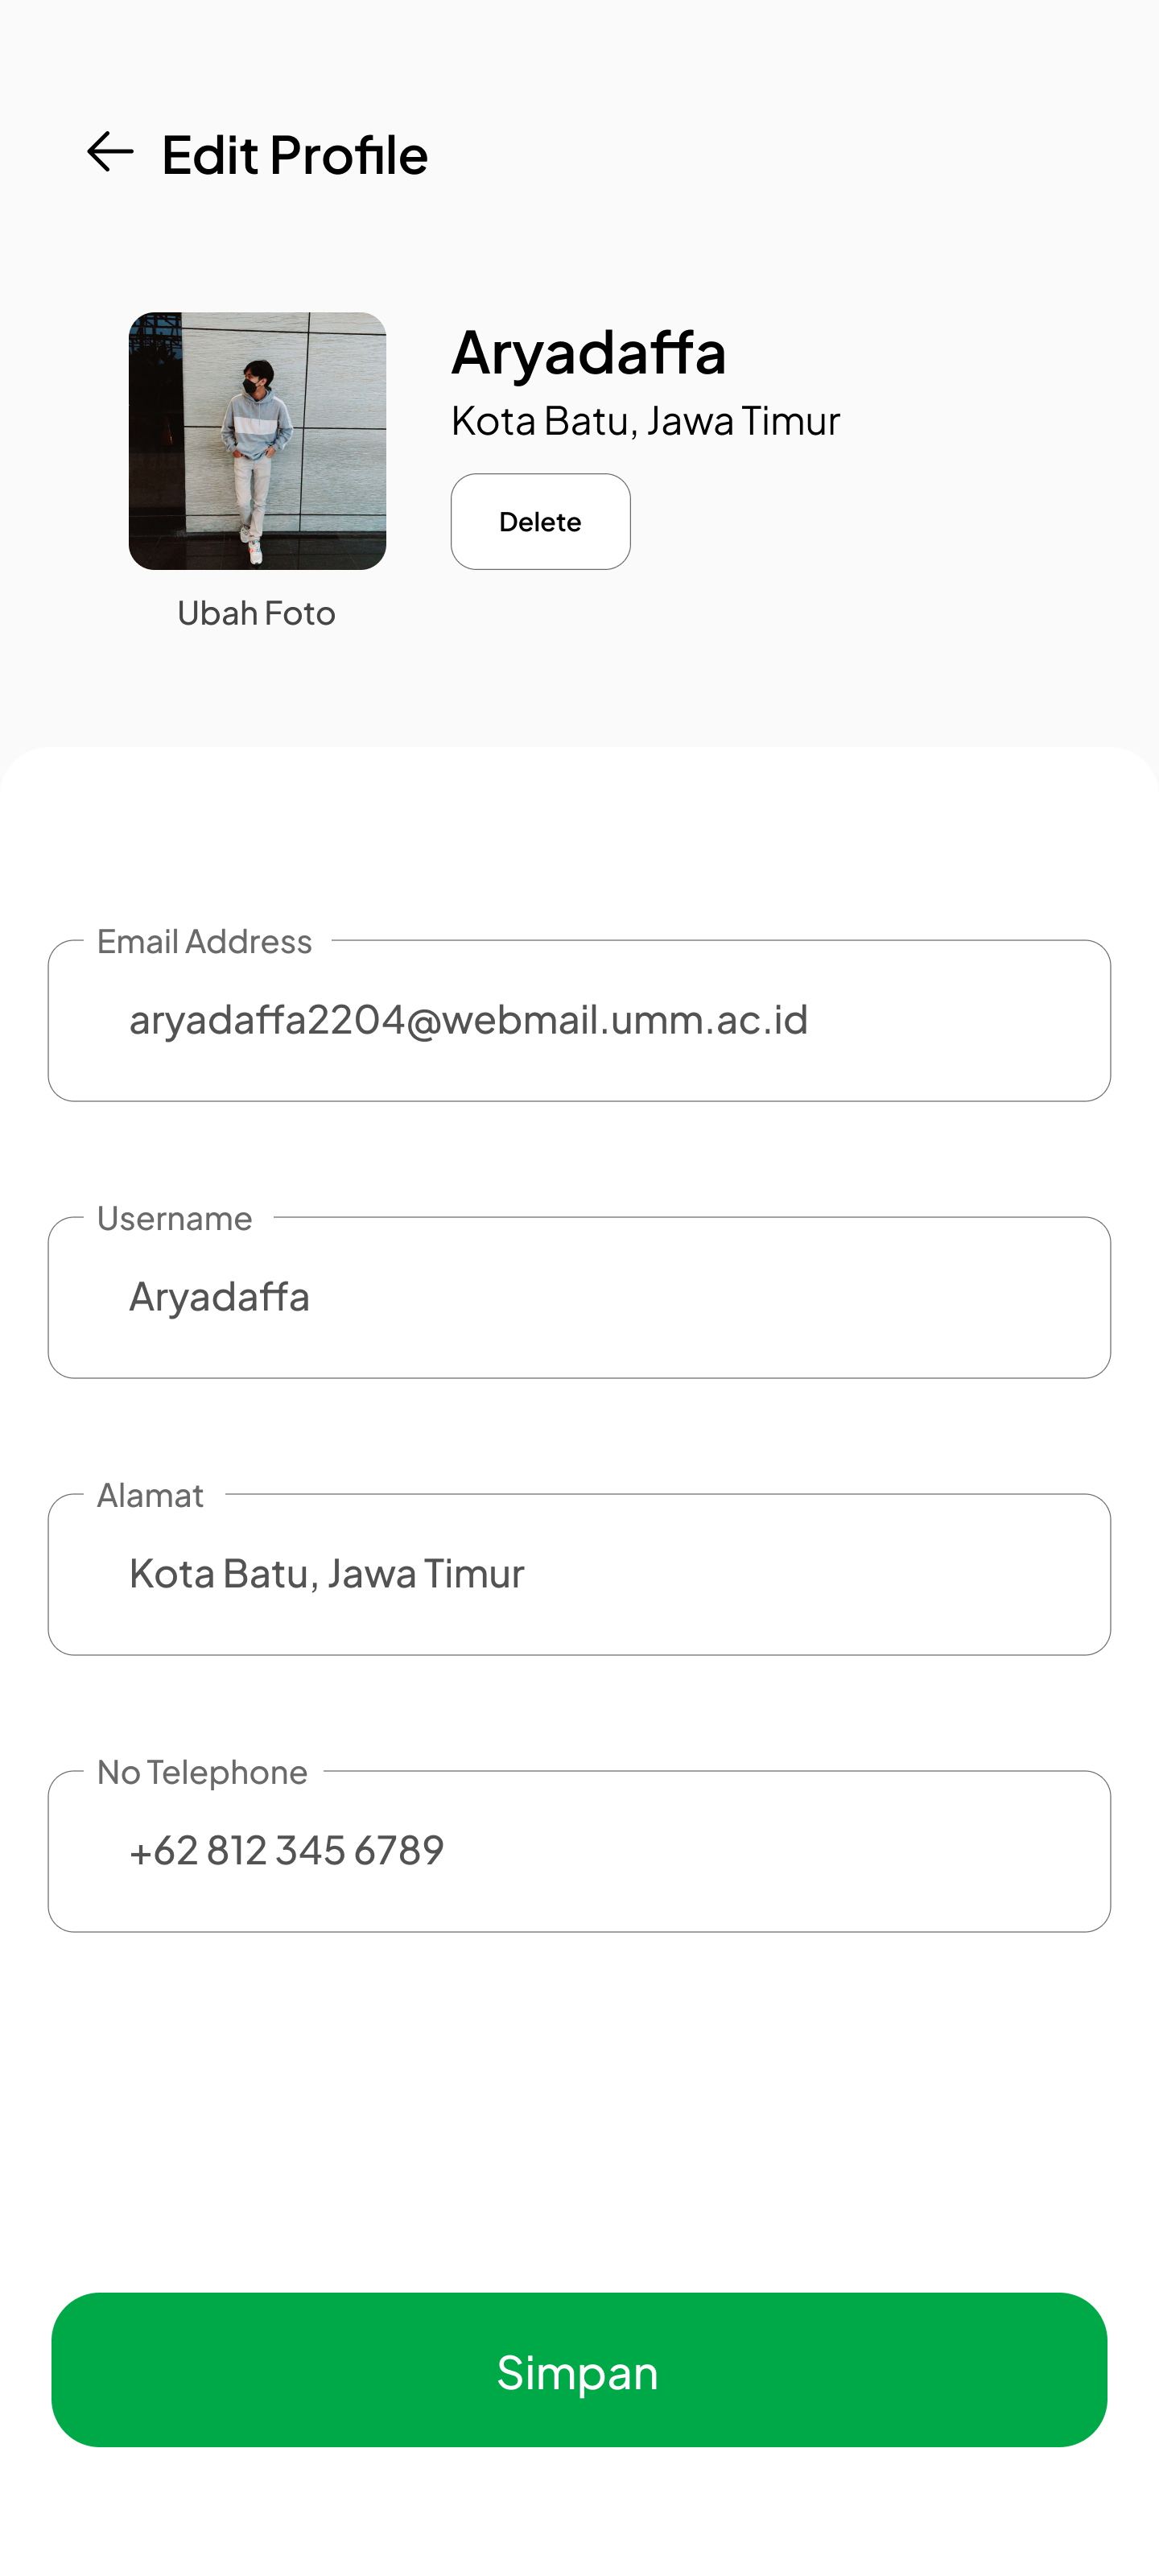 Edit Profile
Aryadaffa
Kota Batu, Jawa Timur
Delete
Ubah Foto
Email Address
aryadaffa2204@webmail.umm.ac.id
Username
Aryadaffa
Alamat
Kota Batu, Jawa Timur
No Telephone
+62 812 345 6789
Simpan